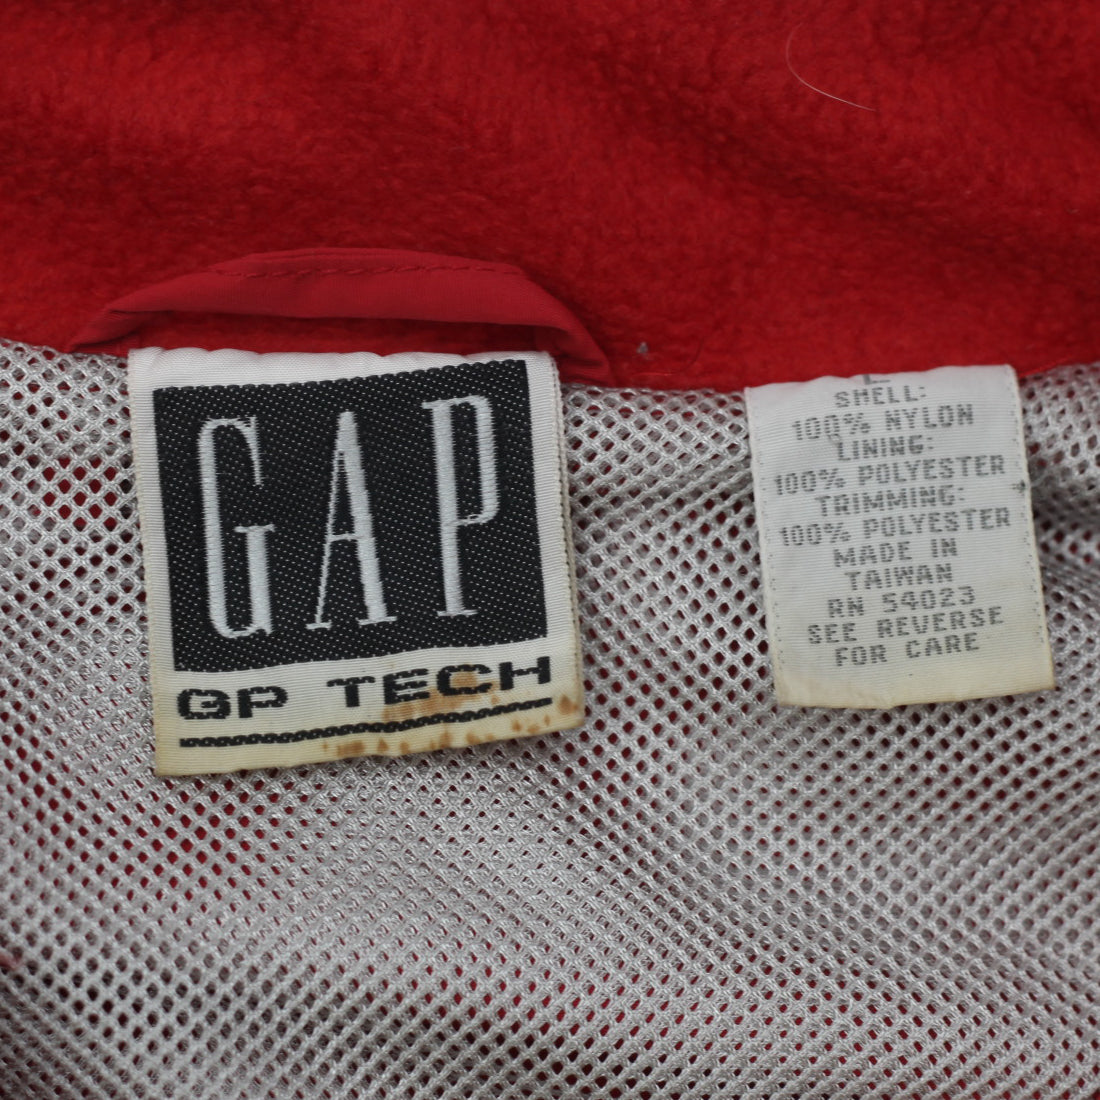 GAP
GP TECH
L
SHELL:
100% NYLON
LINING:
100% POLYESTER
TRIMMING:
100% POLYESTER
MADE IN
TAIWAN
RN 54023
SEE REVERSE
FOR CARE